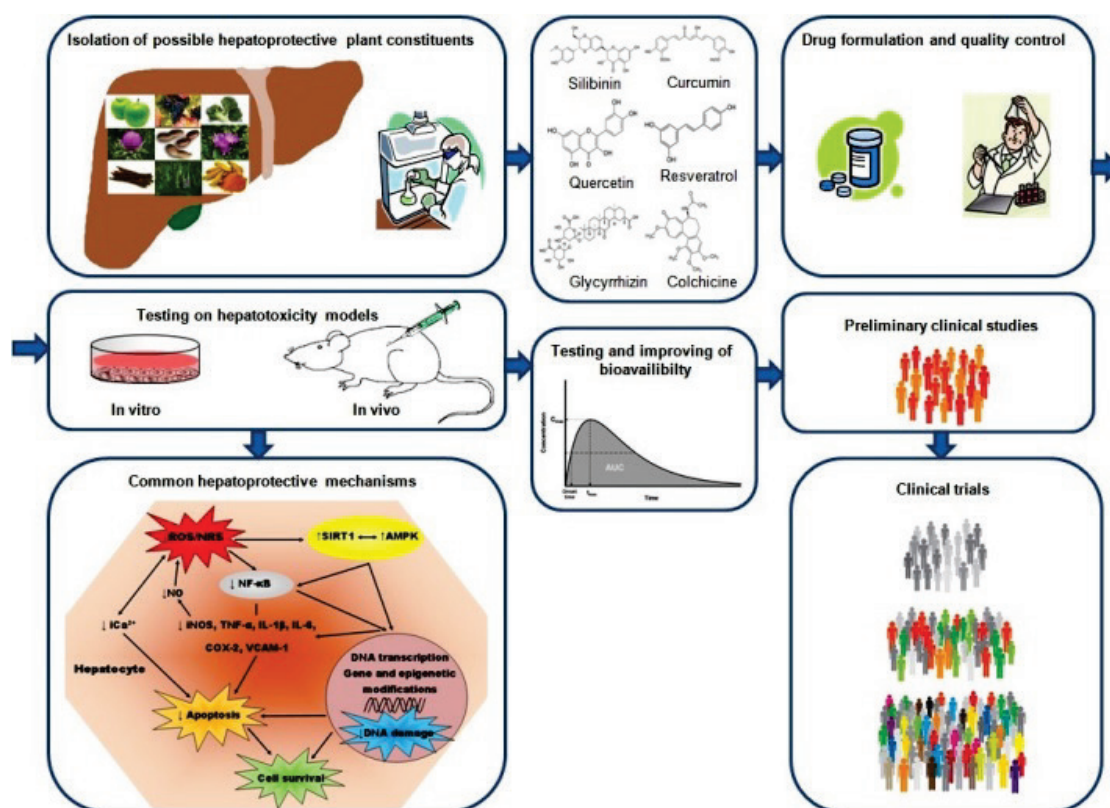 Isolation of possible hepatoprotective plant constituents
Silibinin
Curcumin
Quercetin
Resveratrol
Glycyrrhizin
Colchicine
Drug formulation and quality control
Testing on hepatotoxicity models
In vitro
In vivo
Testing and improving of
bioavailibilty
Concentration
AUC
Onset
time
Time
Preliminary clinical studies
Common hepatoprotective mechanisms
ROS/NRS
↑SIRT1 ↔ ↑AMPK
↓ NF-κB
↓NO
↓ iCa²⁺
↓ iNOS, TNF-α, IL-1β, IL-6,
COX-2, VCAM-1
Hepatocyte
DNA transcription
Gene and epigenetic
modifications
↓ Apoptosis
↓DNA damage
Cell survival
Clinical trials